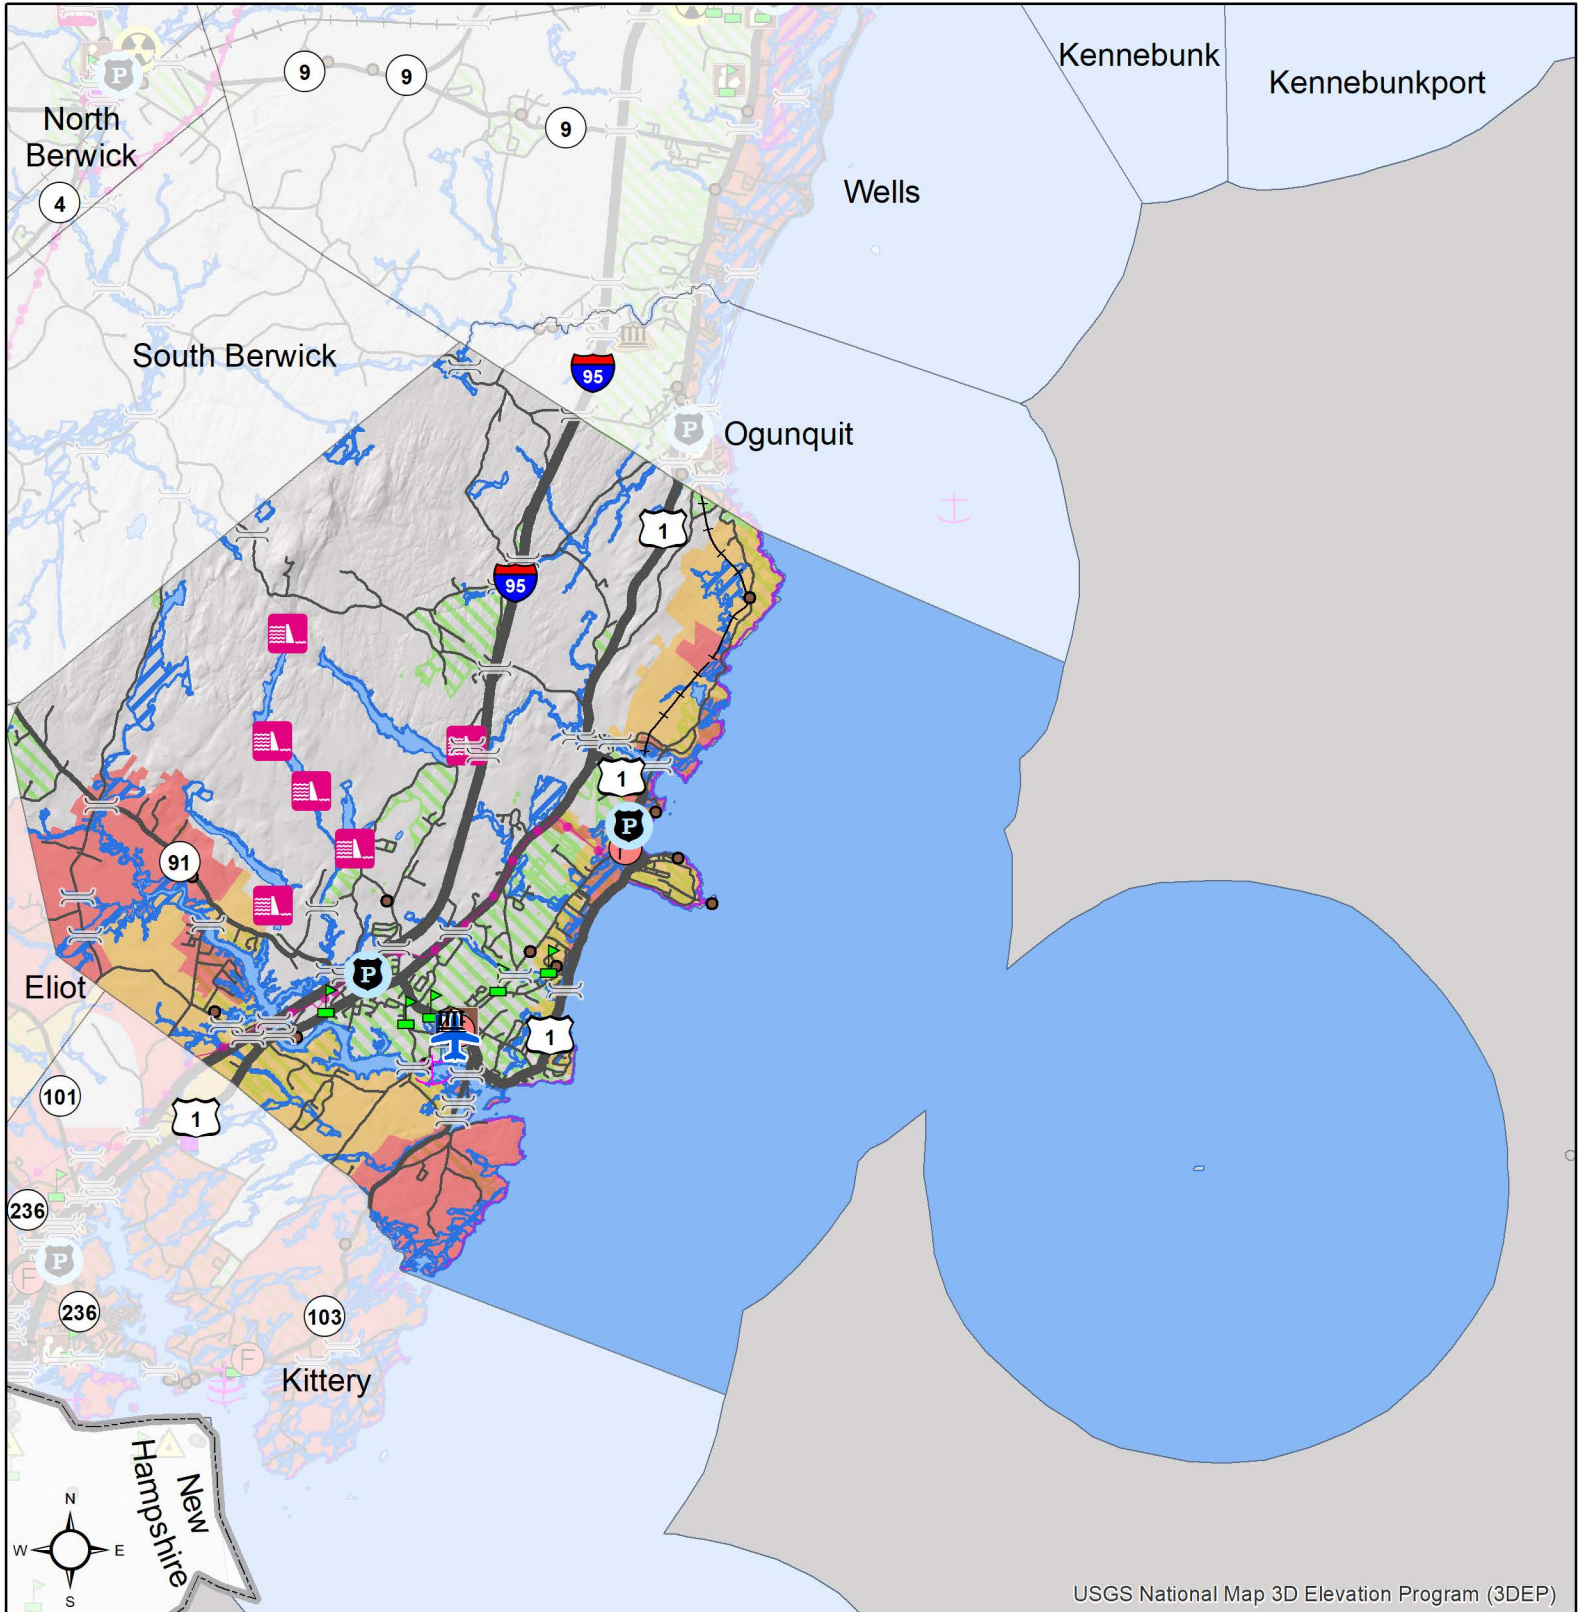 Kennebunk
Kennebunkport
9
9
North
Berwick
9
4
Wells
South Berwick
95
P
P
Ogunquit
1
95
1
P
91
P
Eliot
1
101
1
236
P
F
236
103
F
Kittery
New
Hampshire
N
W
E
S
USGS National Map 3D Elevation Program (3DEP)